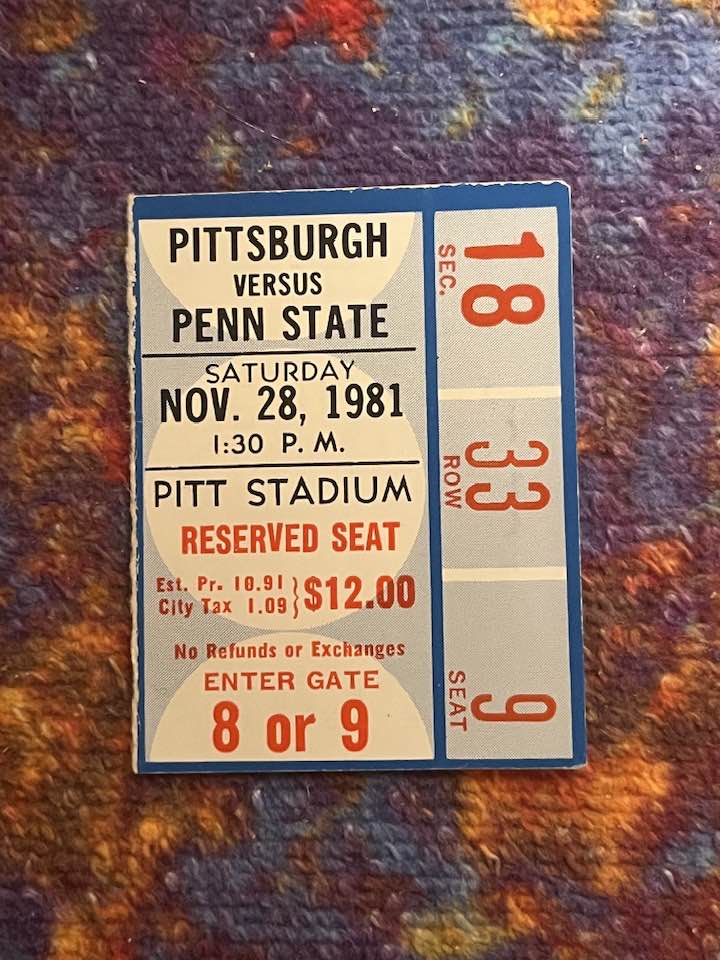 PITTSBURGH
VERSUS
PENN STATE
SATURDAY
NOV. 28, 1981
1:30 P. M.
PITT STADIUM
RESERVED SEAT
Est. Pr. 10.91
City Tax 1.09 } $12.00
No Refunds or Exchanges
ENTER GATE
8 or 9
SEC. 18
ROW 33
SEAT 9